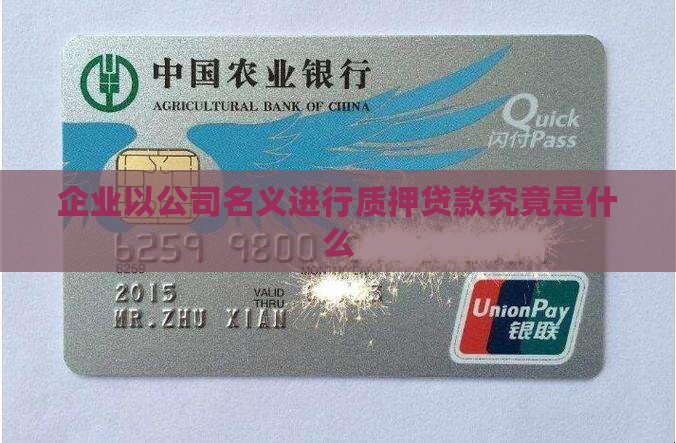 中国农业银行
AGRICULTURAL BANK OF CHINA
Quick
闪付Pass
企业以公司名义进行质押贷款究竟是什
么
6259 9800
6259
2015
VALID
THRU
MR.ZHU XIAN
UnionPay
银联